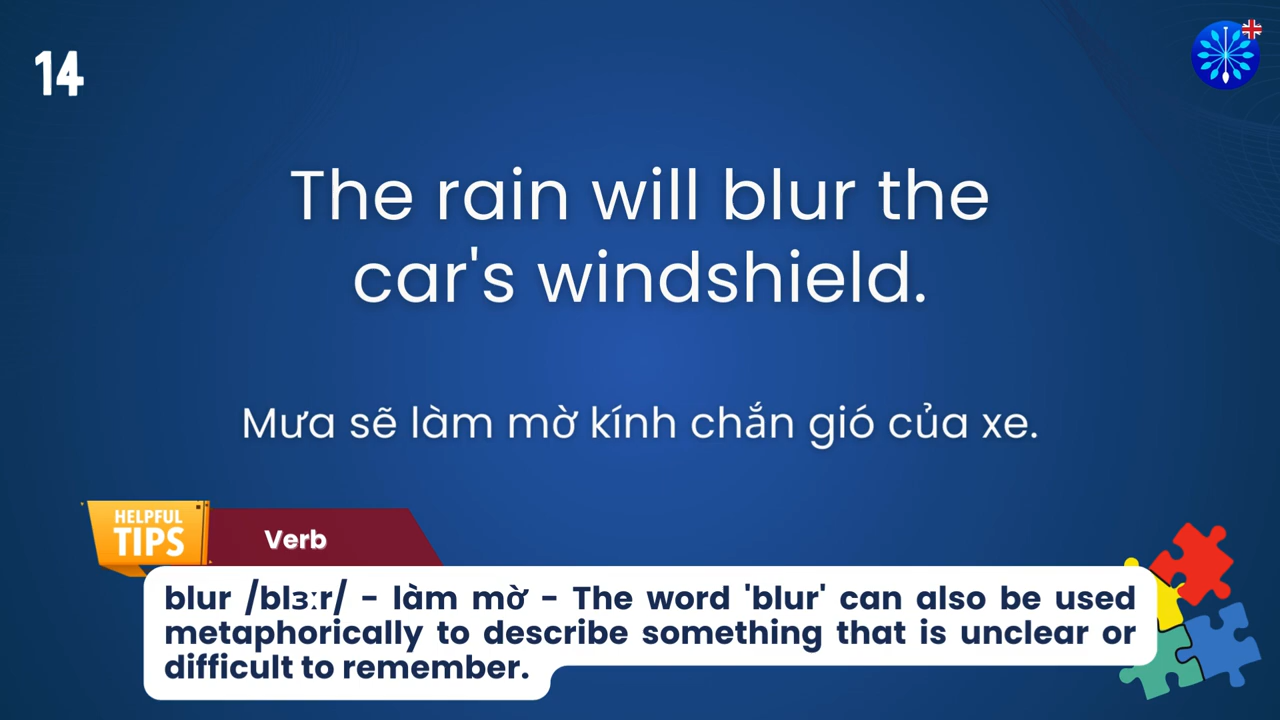 14
The rain will blur the
car's windshield.
Mưa sẽ làm mờ kính chắn gió của xe.
HELPFUL
TIPS
Verb
blur /blɜːr/ - làm mờ - The word 'blur' can also be used
metaphorically to describe something that is unclear or
difficult to remember.